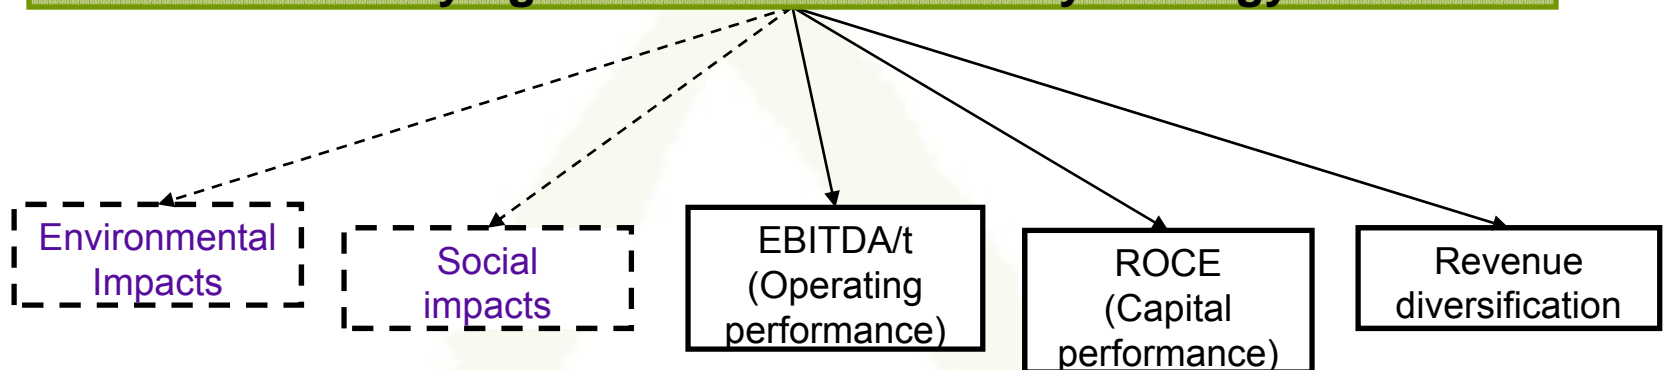 Environmental
Impacts
Social
impacts
EBITDA/t
(Operating
performance)
ROCE
(Capital
performance)
Revenue
diversification